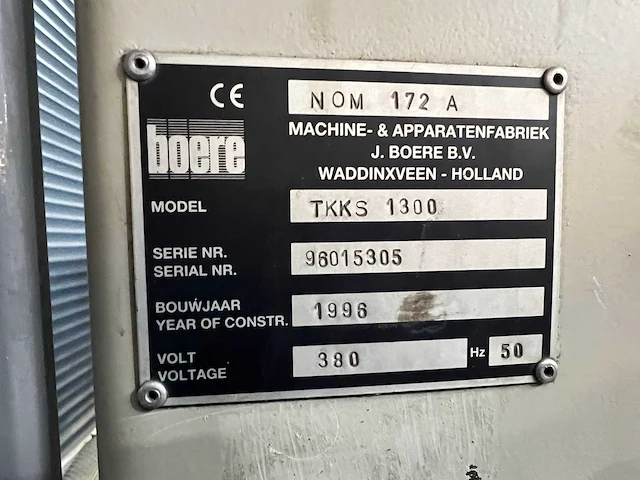 CE NOM 172 A
boere MACHINE- & APPARATENFABRIEK
J. BOERE B.V.
WADDINXVEEN - HOLLAND
MODEL TKKS 1300
SERIE NR. 96015305
SERIAL NR.
BOUWJAAR 1996
YEAR OF CONSTR.
VOLT 380 Hz 50
VOLTAGE